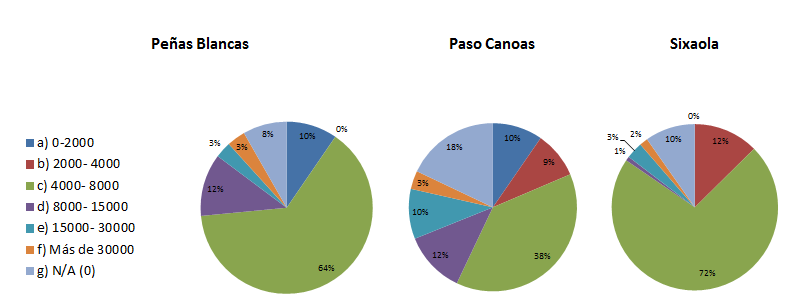 Peñas Blancas
Paso Canoas
Sixaola
a) 0-2000
b) 2000- 4000
c) 4000- 8000
d) 8000- 15000
e) 15000- 30000
f) Más de 30000
g) N/A (0)
10%
0%
64%
12%
3%
3%
8%
10%
9%
38%
12%
10%
3%
18%
0%
12%
72%
1%
3%
2%
10%